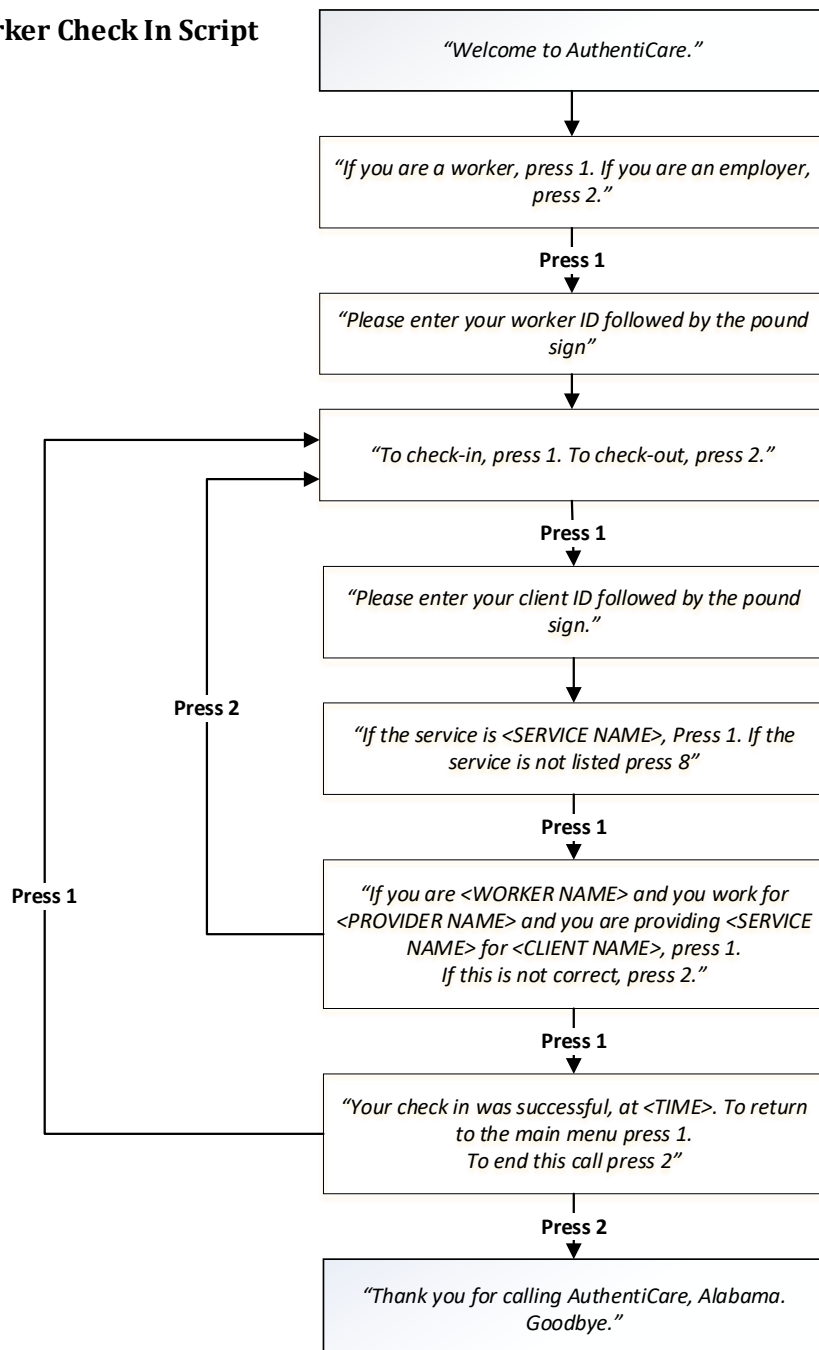 rker Check In Script
“Welcome to AuthentiCare.”
“If you are a worker, press 1. If you are an employer,
press 2.”
Press 1
“Please enter your worker ID followed by the pound
sign”
“To check-in, press 1. To check-out, press 2.”
Press 1
“Please enter your client ID followed by the pound
sign.”
Press 2
“If the service is <SERVICE NAME>, Press 1. If the
service is not listed press 8”
Press 1
Press 1
“If you are <WORKER NAME> and you work for
<PROVIDER NAME> and you are providing <SERVICE
NAME> for <CLIENT NAME>, press 1.
If this is not correct, press 2.”
Press 1
“Your check in was successful, at <TIME>. To return
to the main menu press 1.
To end this call press 2”
Press 2
“Thank you for calling AuthentiCare, Alabama.
Goodbye.”